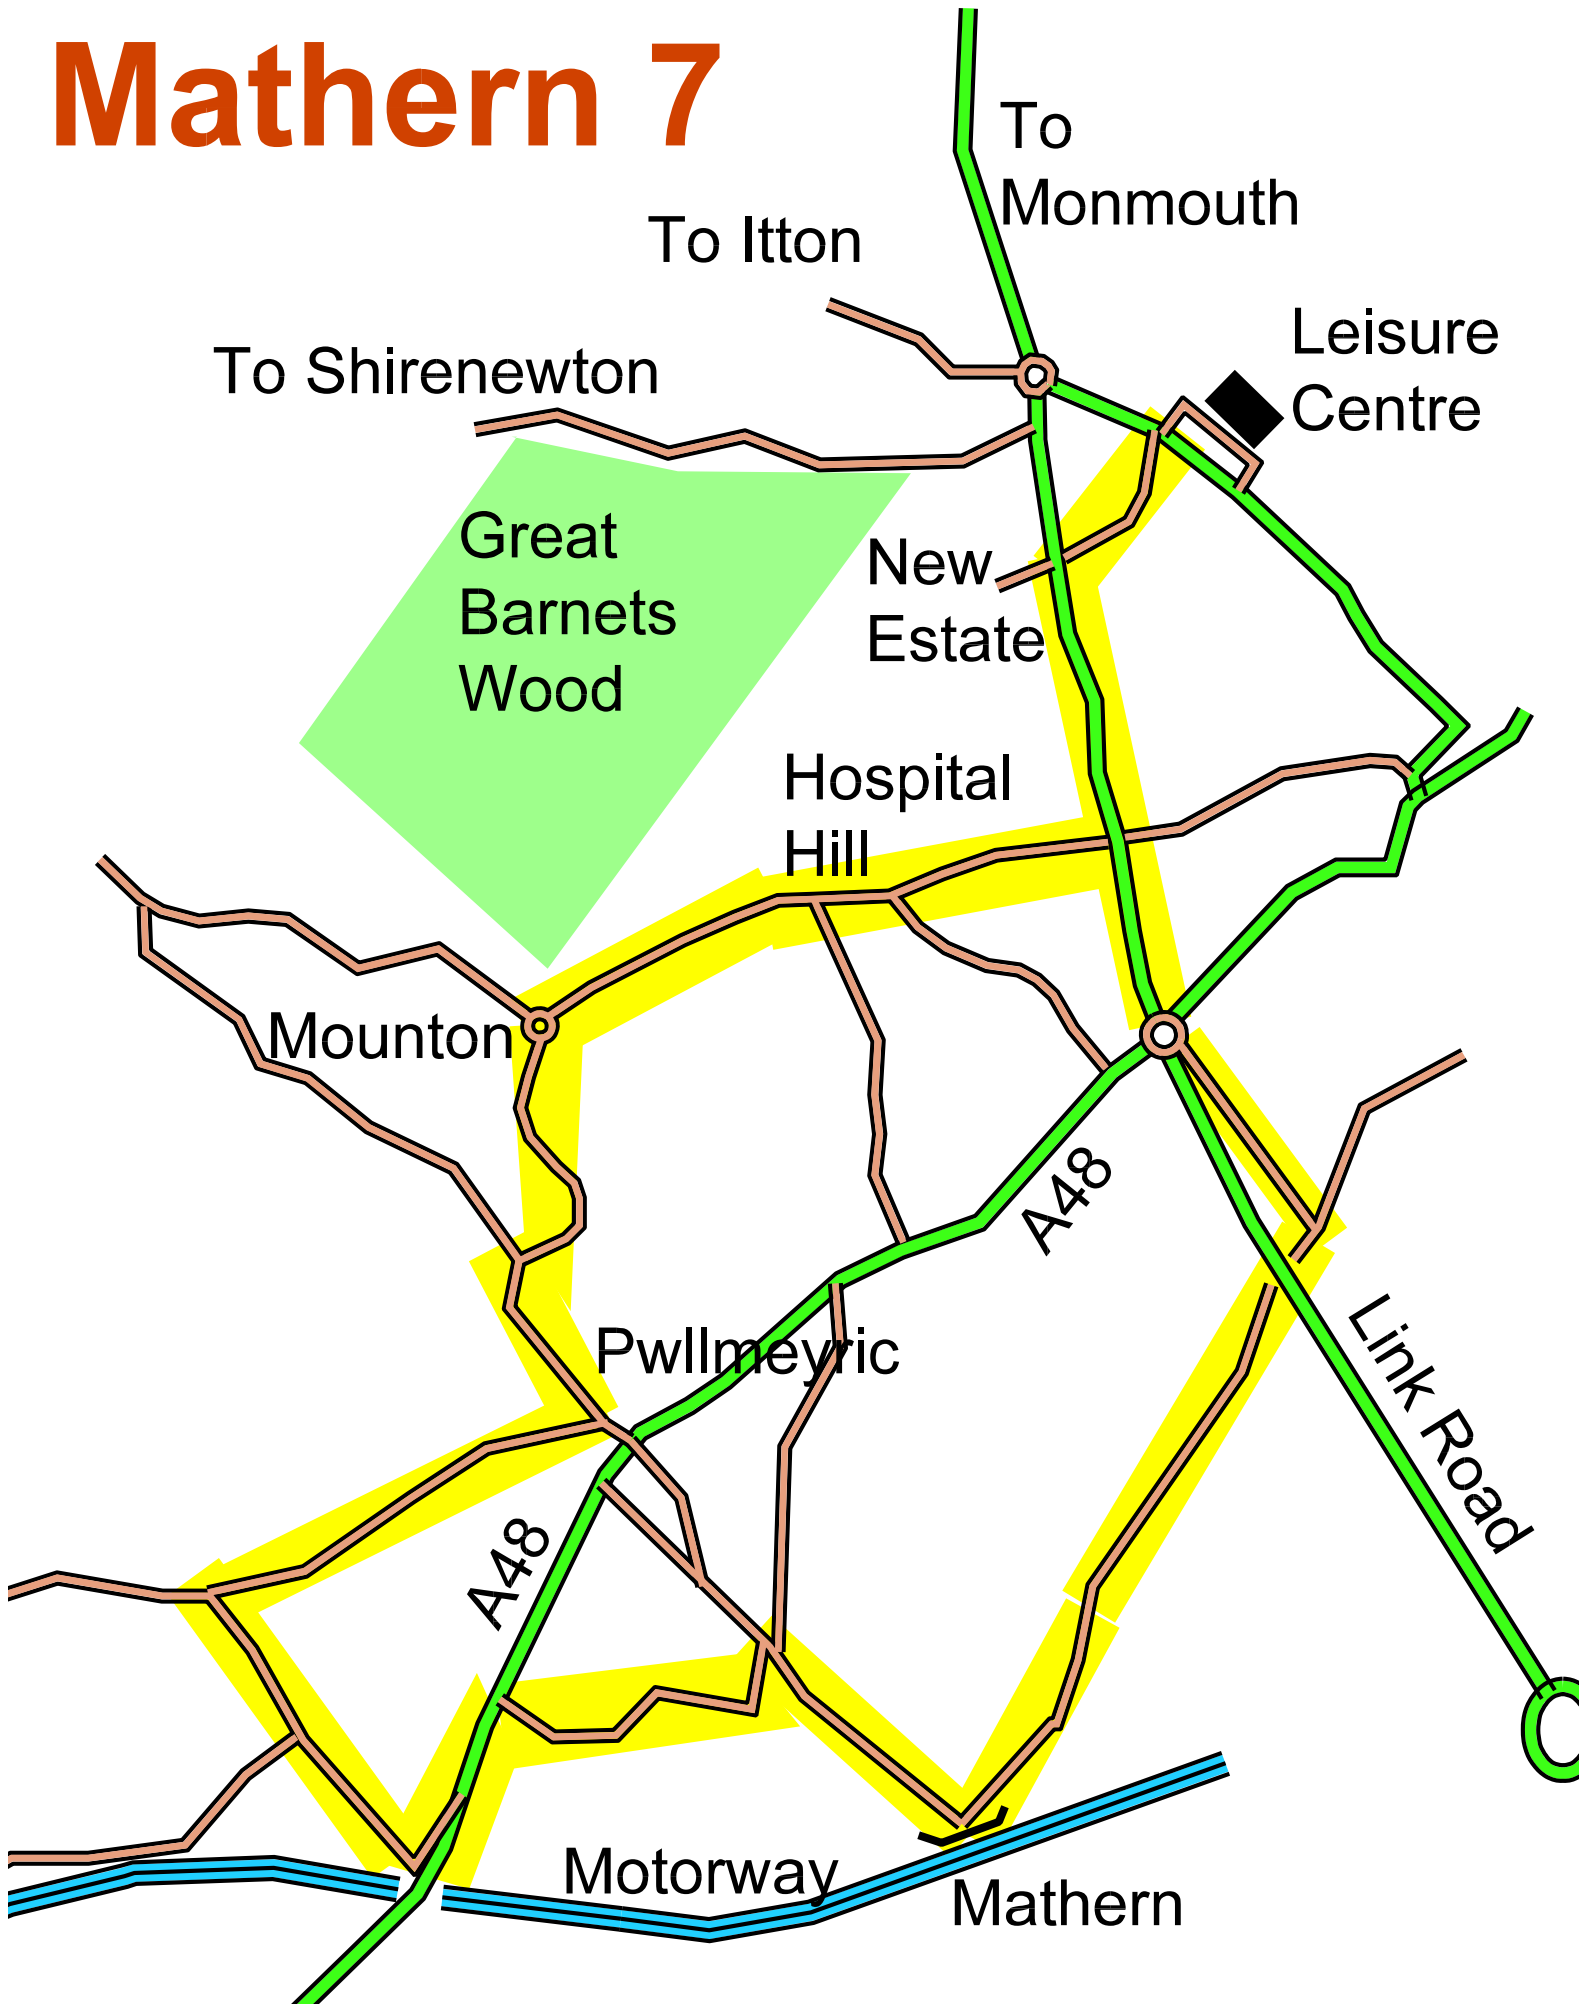 Mathern 7
To
Monmouth
To Itton
Leisure
Centre
To Shirenewton
Great
Barnets
Wood
New
Estate
Hospital
Hill
Mounton
A48
Pwllmeyric
Link Road
A48
Motorway
Mathern